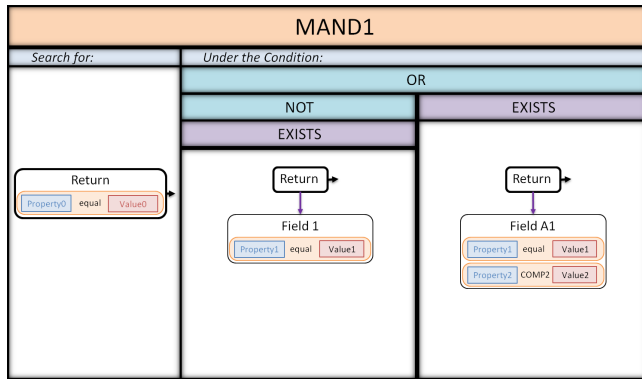 MAND1
Search for:
Under the Condition:
OR
NOT
EXISTS
EXISTS
Return
Property0 equal Value0
Return
Return
Field 1
Property1 equal Value1
Field A1
Property1 equal Value1
Property2 COMP2 Value2